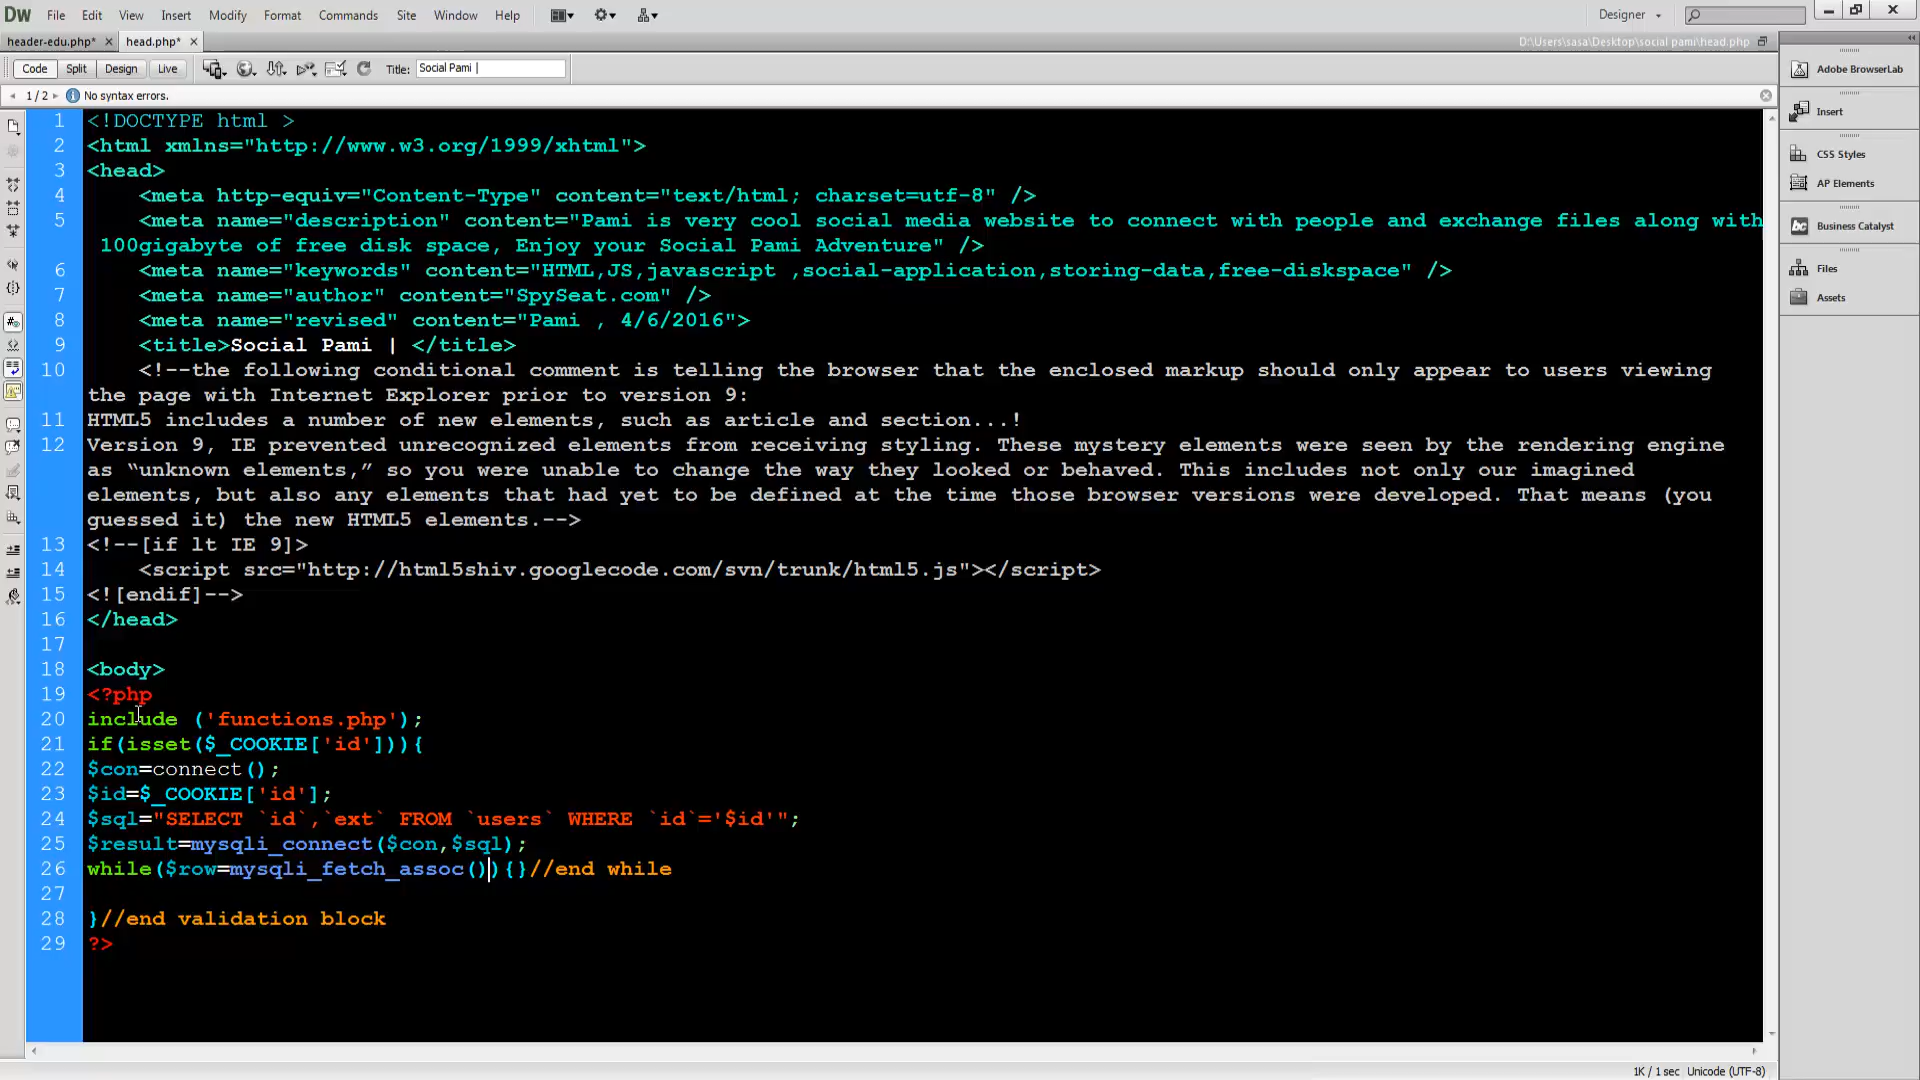 Dw File Edit View Insert Modify Format Commands Site Window Help Designer
header-edu.php* × head.php* × D:\Users\sasa\Desktop\social pami\head.php
Code Split Design Live Title: Social Pami |
1 / 2 No syntax errors.
1 <!DOCTYPE html >
2 <html xmlns="http://www.w3.org/1999/xhtml">
3 <head>
4 <meta http-equiv="Content-Type" content="text/html; charset=utf-8" />
5 <meta name="description" content="Pami is very cool social media website to connect with people and exchange files along with
100gigabyte of free disk space, Enjoy your Social Pami Adventure" />
6 <meta name="keywords" content="HTML,JS,javascript ,social-application,storing-data,free-diskspace" />
7 <meta name="author" content="SpySeat.com" />
8 <meta name="revised" content="Pami , 4/6/2016">
9 <title>Social Pami | </title>
10 <!--the following conditional comment is telling the browser that the enclosed markup should only appear to users viewing
the page with Internet Explorer prior to version 9:
11 HTML5 includes a number of new elements, such as article and section...!
12 Version 9, IE prevented unrecognized elements from receiving styling. These mystery elements were seen by the rendering engine
as “unknown elements,” so you were unable to change the way they looked or behaved. This includes not only our imagined
elements, but also any elements that had yet to be defined at the time those browser versions were developed. That means (you
guessed it) the new HTML5 elements.-->
13 <!--[if lt IE 9]>
14 <script src="http://html5shiv.googlecode.com/svn/trunk/html5.js"></script>
15 <![endif]-->
16 </head>
17
18 <body>
19 <?php
20 include ('functions.php');
21 if(isset($_COOKIE['id'])){
22 $con=connect();
23 $id=$_COOKIE['id'];
24 $sql="SELECT `id`,`ext` FROM `users` WHERE `id`='$id'";
25 $result=mysqli_connect($con,$sql);
26 while($row=mysqli_fetch_assoc()){}//end while
27
28 }//end validation block
29 ?>
Adobe BrowserLab
Insert
CSS Styles
AP Elements
Business Catalyst
Files
Assets
1K / 1 sec Unicode (UTF-8)